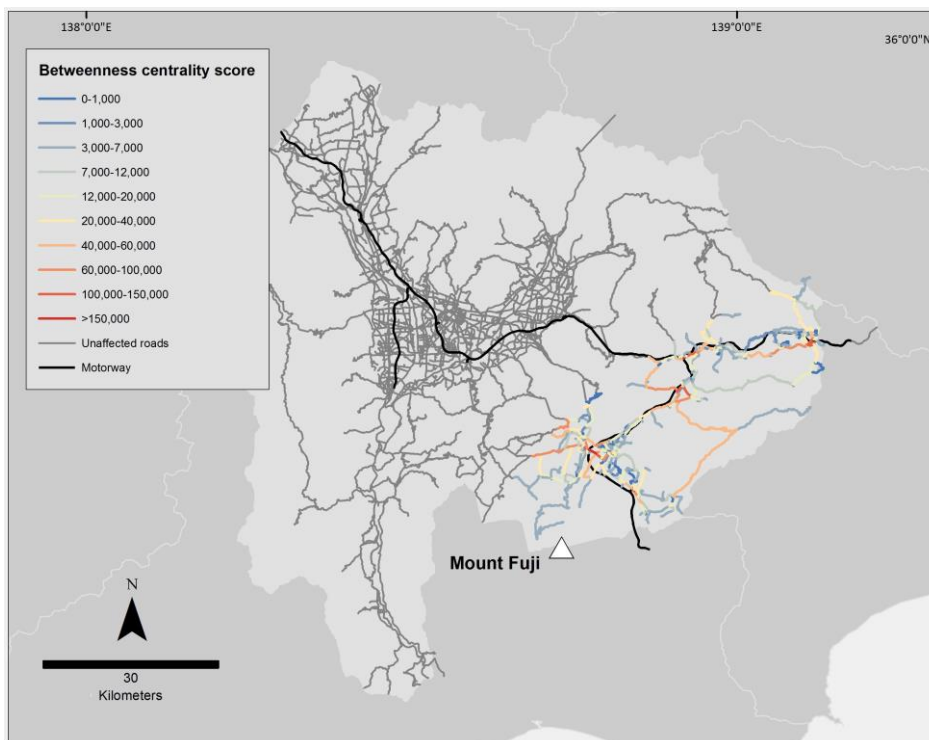 138°0'0"E
139°0'0"E
36°0'0"N
Betweenness centrality score
0-1,000
1,000-3,000
3,000-7,000
7,000-12,000
12,000-20,000
20,000-40,000
40,000-60,000
60,000-100,000
100,000-150,000
>150,000
Unaffected roads
Motorway
Mount Fuji
N
30
Kilometers